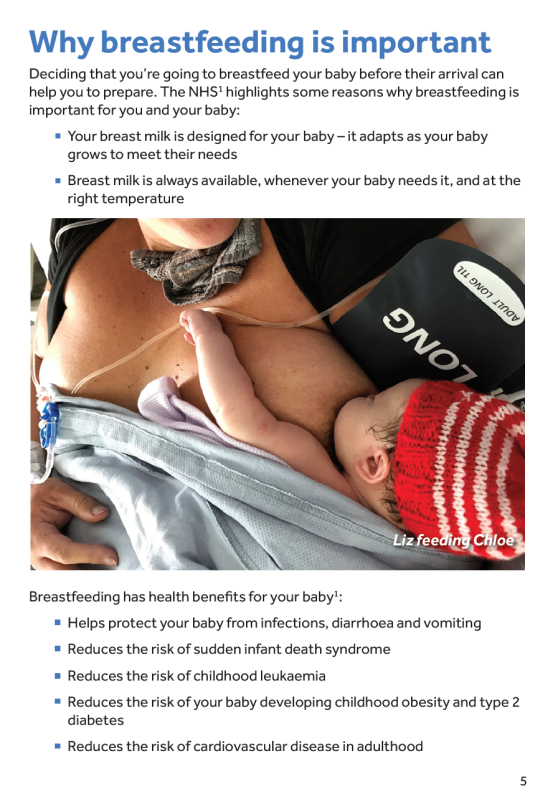 Why breastfeeding is important
Deciding that you're going to breastfeed your baby before their arrival can
help you to prepare. The NHS¹ highlights some reasons why breastfeeding is
important for you and your baby:
▪ Your breast milk is designed for your baby – it adapts as your baby
grows to meet their needs
▪ Breast milk is always available, whenever your baby needs it, and at the
right temperature
ADULT LONG 11L
LONG
Liz feeding Chloe
Breastfeeding has health benefits for your baby¹:
▪ Helps protect your baby from infections, diarrhoea and vomiting
▪ Reduces the risk of sudden infant death syndrome
▪ Reduces the risk of childhood leukaemia
▪ Reduces the risk of your baby developing childhood obesity and type 2
diabetes
▪ Reduces the risk of cardiovascular disease in adulthood
5